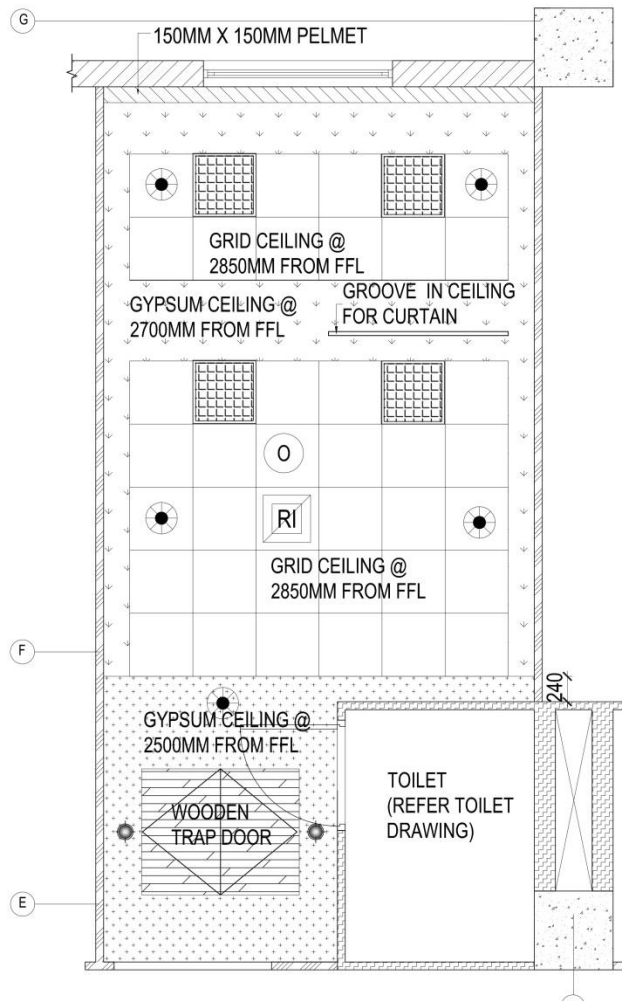 G
150MM X 150MM PELMET
GRID CEILING @
2850MM FROM FFL
GYPSUM CEILING @
2700MM FROM FFL
GROOVE IN CEILING
FOR CURTAIN
O
RI
GRID CEILING @
2850MM FROM FFL
F
240
GYPSUM CEILING @
2500MM FROM FFL
WOODEN
TRAP DOOR
TOILET
(REFER TOILET
DRAWING)
E